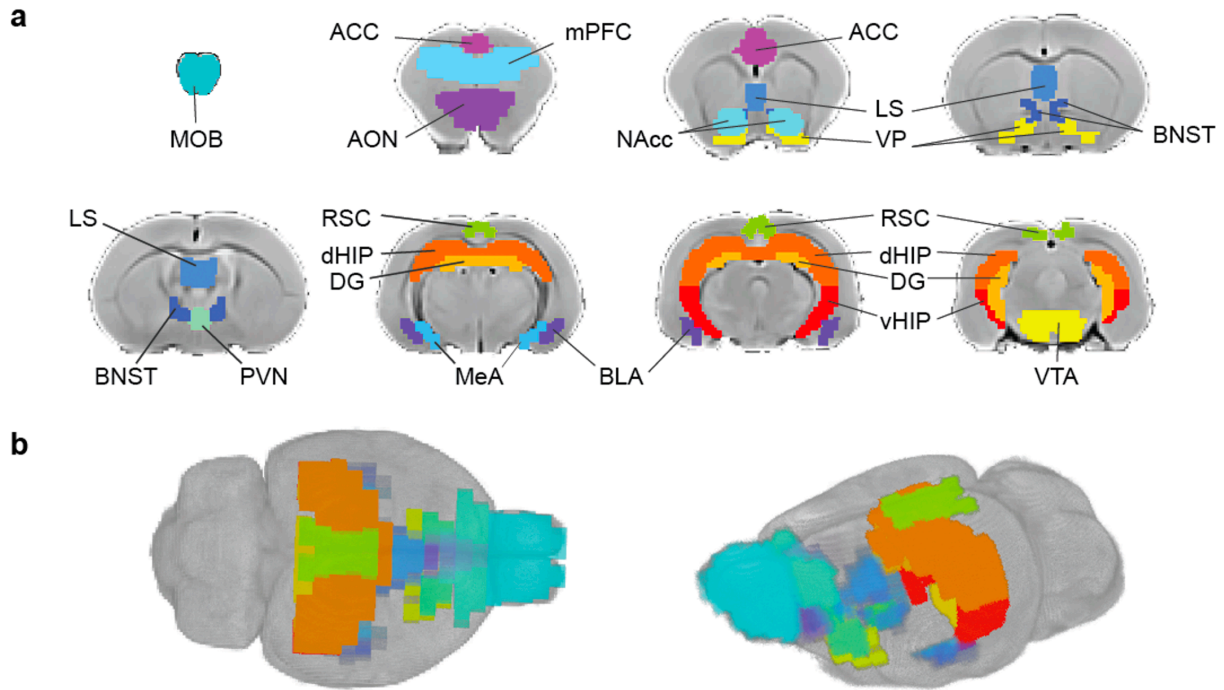 a
ACC
mPFC
ACC
MOB
AON
LS
NAcc
VP
BNST
LS
RSC
RSC
dHIP
dHIP
DG
DG
vHIP
BNST
PVN
MeA
BLA
VTA
b